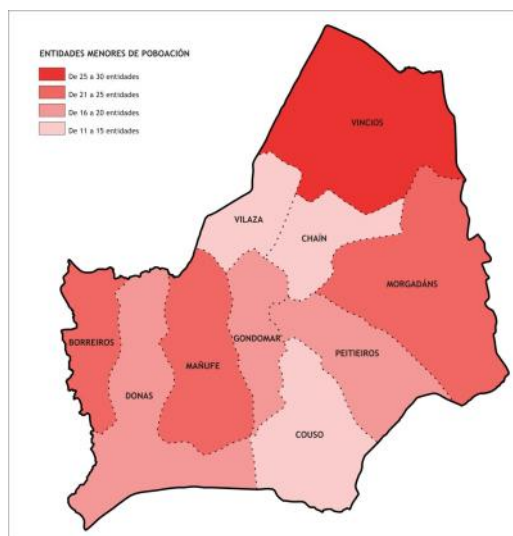 ENTIDADES MENORES DE POBOACIÓN
De 25 a 30 entidades
De 21 a 25 entidades
De 16 a 20 entidades
De 11 a 15 entidades
VINCIOS
VILAZA
CHAÍN
MORGADÁNS
BORREIROS
GONDOMAR
MAÑUFE
PEITIEIROS
DONAS
COUSO